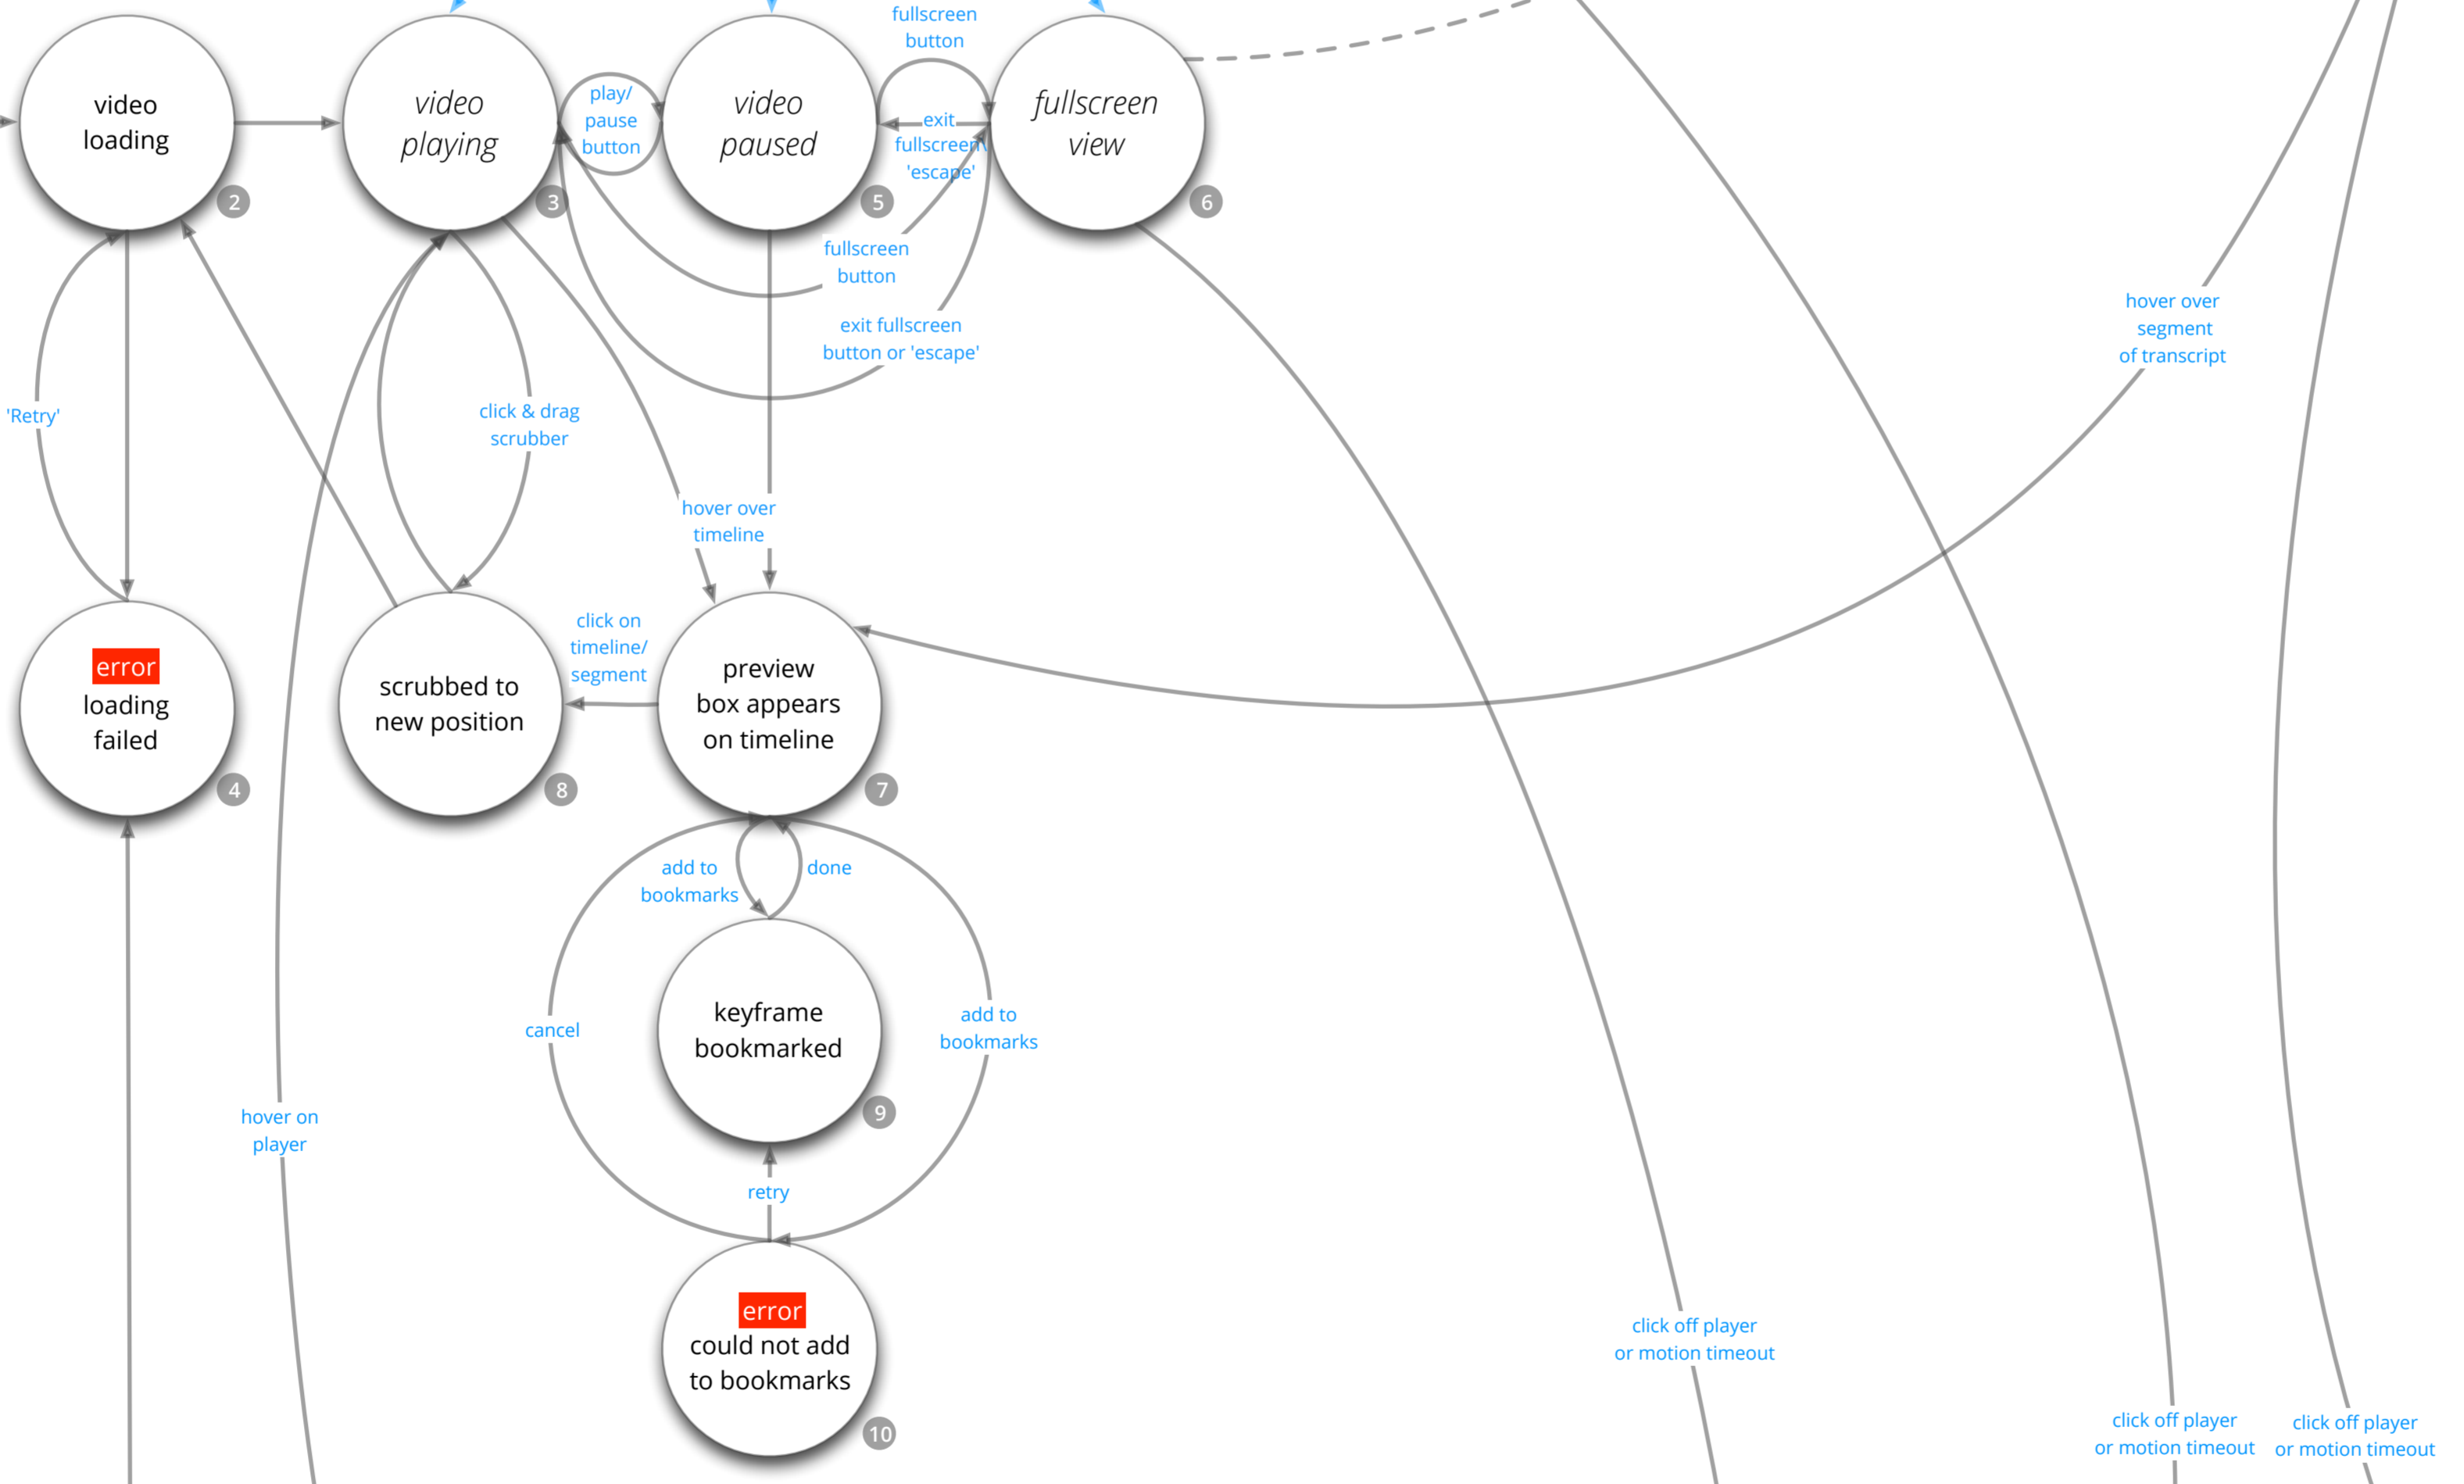 fullscreen
button
video
loading
2
video
playing
3
play/
pause
button
video
paused
5
exit
fullscreen\
'escape'
fullscreen
view
6
fullscreen
button
exit fullscreen
button or 'escape'
hover over
segment
of transcript
'Retry'
click & drag
scrubber
hover over
timeline
error
loading
failed
4
scrubbed to
new position
8
click on
timeline/
segment
preview
box appears
on timeline
7
add to
bookmarks
done
keyframe
bookmarked
9
cancel
add to
bookmarks
hover on
player
retry
error
could not add
to bookmarks
10
click off player
or motion timeout
click off player
or motion timeout
click off player
or motion timeout